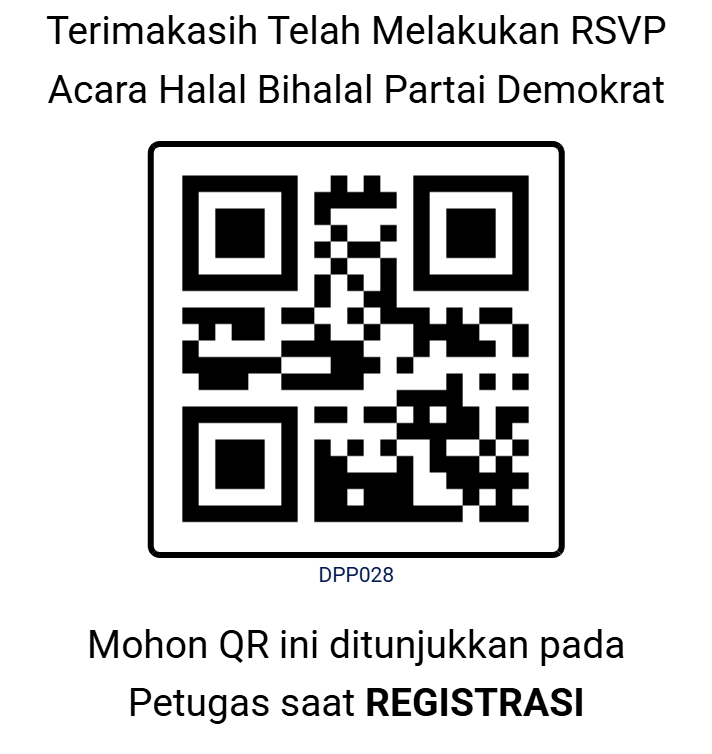 Terimakasih Telah Melakukan RSVP
Acara Halal Bihalal Partai Demokrat
DPP028
Mohon QR ini ditunjukkan pada
Petugas saat REGISTRASI